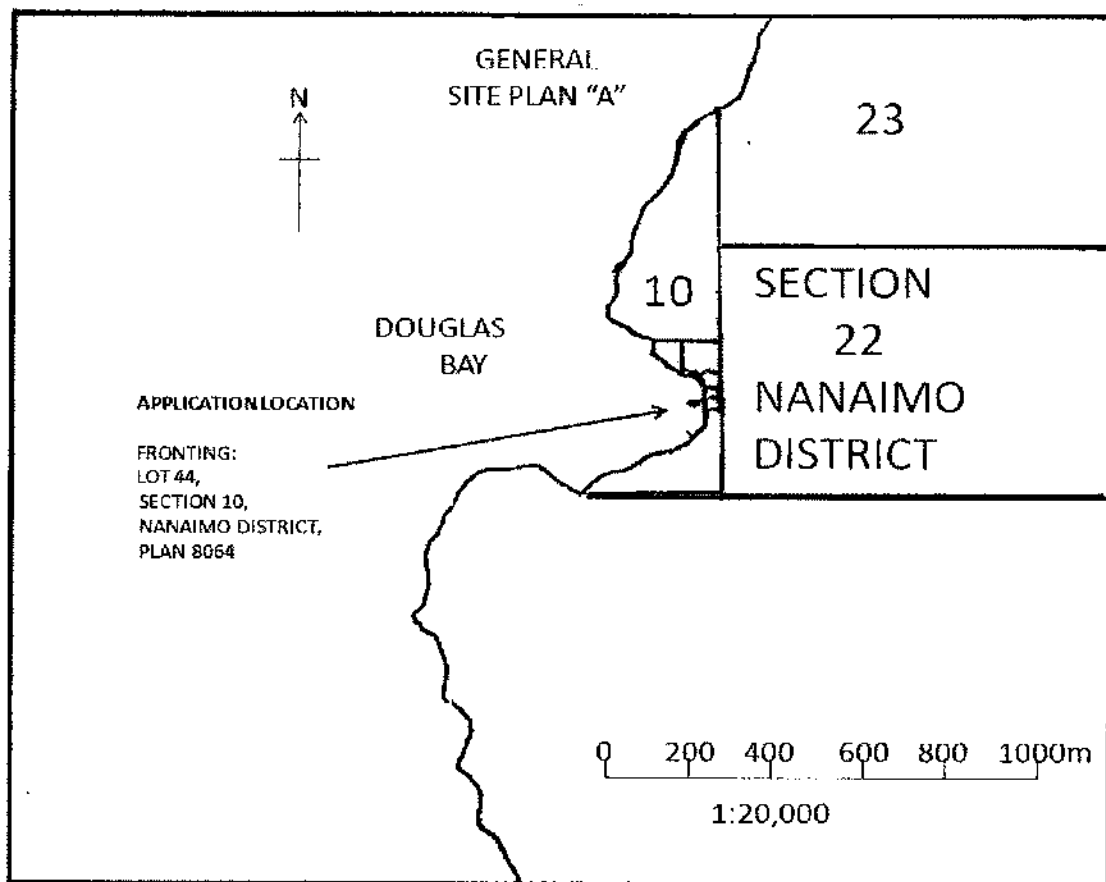 GENERAL
SITE PLAN "A"
N
23
10
SECTION
22
NANAIMO
DISTRICT
DOUGLAS
BAY
APPLICATION LOCATION
FRONTING:
LOT 44,
SECTION 10,
NANAIMO DISTRICT,
PLAN 8064
0 200 400 600 800 1000m
1:20,000